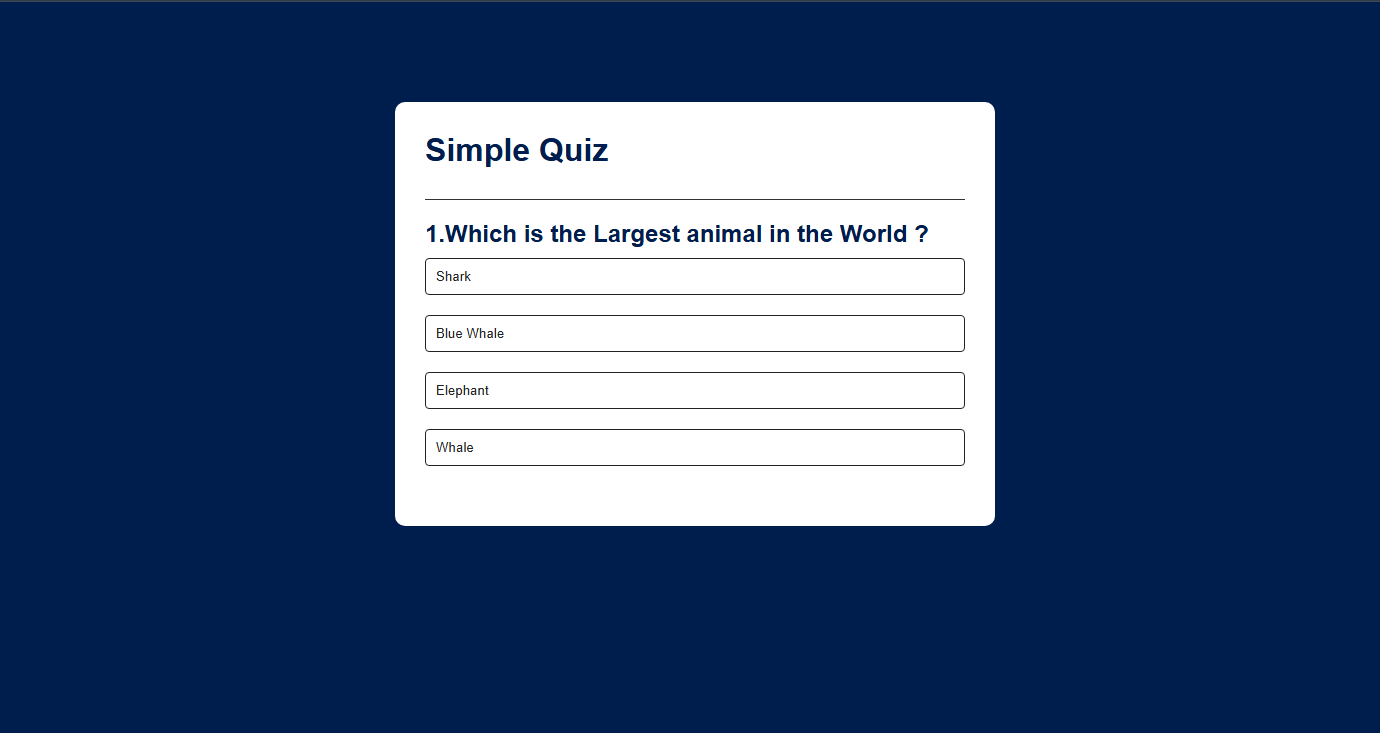 Simple Quiz
1.Which is the Largest animal in the World ?
Shark
Blue Whale
Elephant
Whale